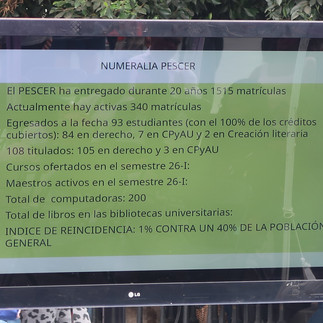 NUMERALIA PESCER
El PESCER ha entregado durante 20 años 1515 matrículas
Actualmente hay activas 340 matrículas
Egresados a la fecha 93 estudiantes (con el 100% de los créditos
cubiertos): 84 en derecho, 7 en CPyAU y 2 en Creación literaria
108 titulados: 105 en derecho y 3 en CPyAU
Cursos ofertados en el semestre 26-I:
Maestros activos en el semestre 26-I:
Total de computadoras: 200
Total de libros en las bibliotecas universitarias:
INDICE DE REINCIDENCIA: 1% CONTRA UN 40% DE LA POBLACIÓN
GENERAL
LG